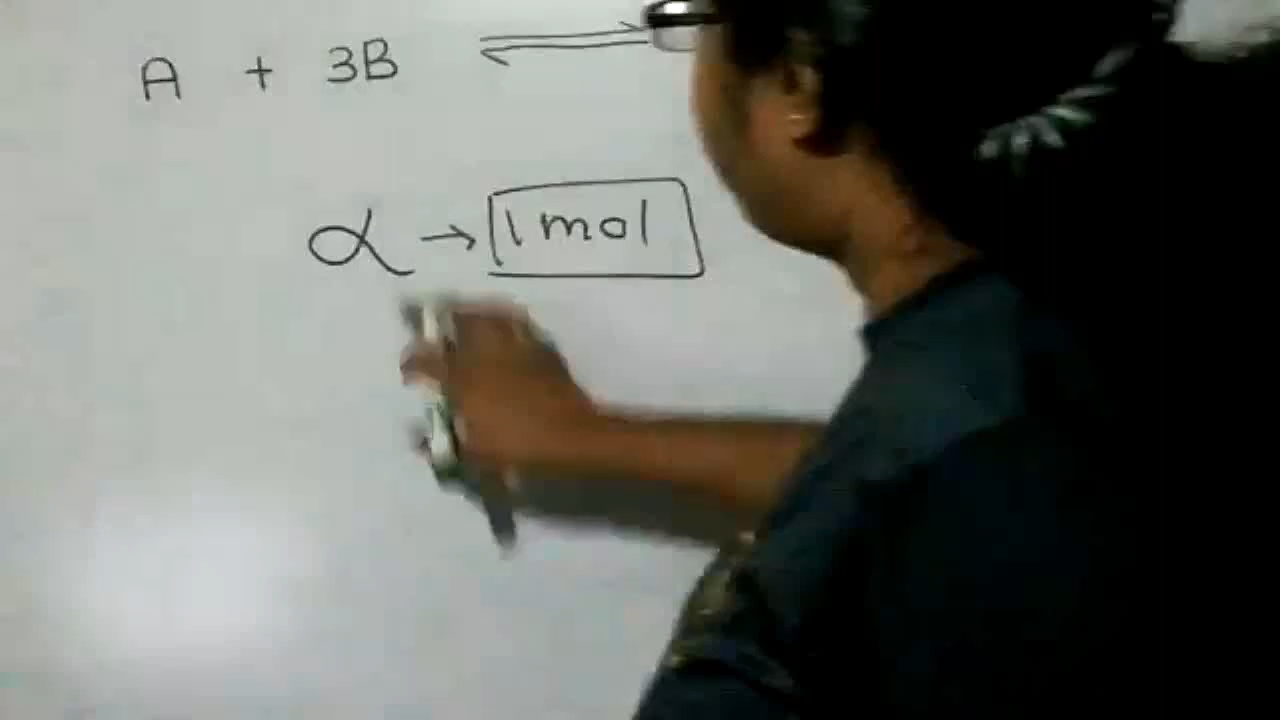 A + 3B ⇌
α → 1 mol